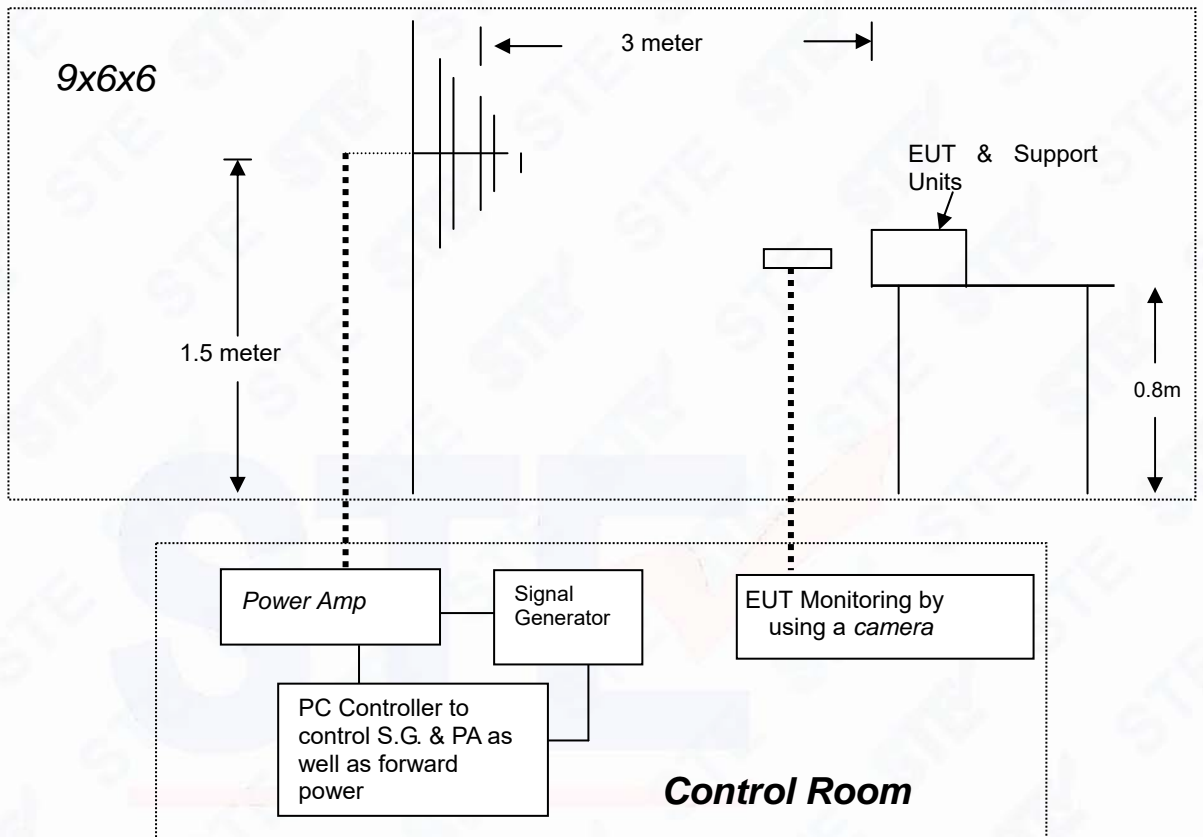 3 meter
9x6x6
EUT & Support
Units
1.5 meter
0.8m
Power Amp
Signal
Generator
EUT Monitoring by
using a camera
PC Controller to
control S.G. & PA as
well as forward
power
Control Room
STE